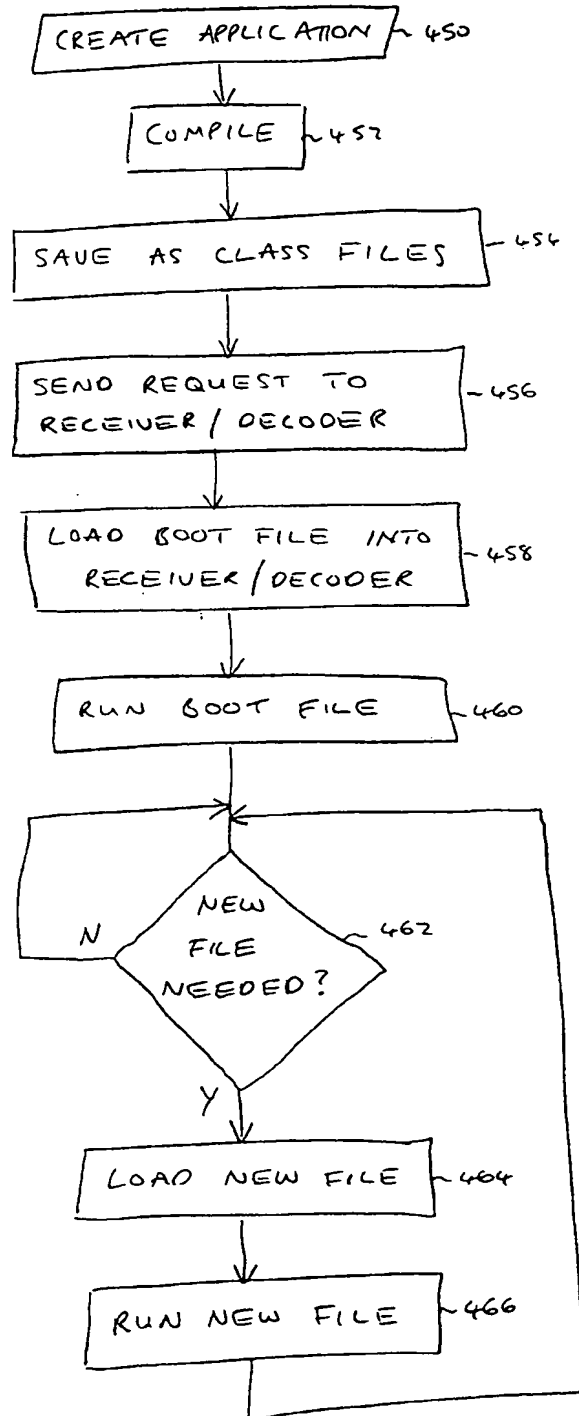 CREATE APPLICATION 450
COMPILE 452
SAVE AS CLASS FILES 454
SEND REQUEST TO 456
RECEIVER / DECODER
LOAD BOOT FILE INTO 458
RECEIVER / DECODER
RUN BOOT FILE 460
NEW
FILE 462
N
NEEDED?
Y
LOAD NEW FILE 464
RUN NEW FILE 466